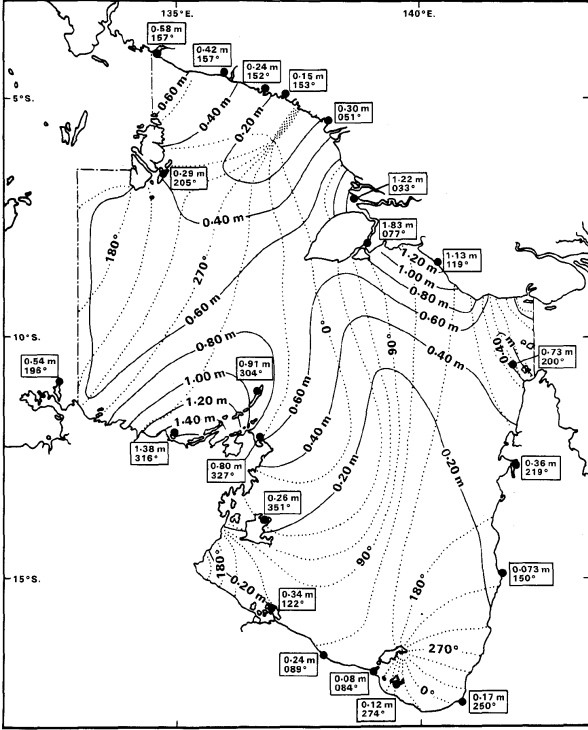 135°E.
140°E.
0·58 m
157°
0·42 m
157°
0·24 m
152°
0·15 m
153°
0·30 m
051°
5°S.
0·60 m
0·40 m
0·20 m
0·29 m
205°
1·22 m
033°
0·40 m
1·83 m
077°
180°
270°
1·20 m
1·13 m
119°
1·00 m
0·80 m
0·60 m
0·60 m
10°S.
0°
90°
0·40 m
0°
0·40 m
0·73 m
200°
0·80 m
0·54 m
196°
0·91 m
304°
1·00 m
1·20 m
1·40 m
0·60 m
0·40 m
0·20 m
0·20 m
1·38 m
316°
0·80 m
327°
0·36 m
219°
0·26 m
351°
90°
180°
180°
0·073 m
150°
15°S.
0·20 m
0·34 m
122°
270°
0·24 m
089°
0·08 m
084°
0°
0·12 m
274°
0·17 m
250°